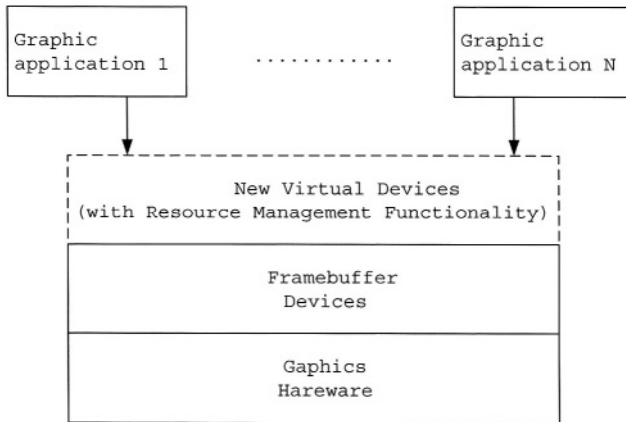 Graphic
application 1
............
Graphic
application N
New Virtual Devices
(with Resource Management Functionality)
Framebuffer
Devices
Gaphics
Hareware